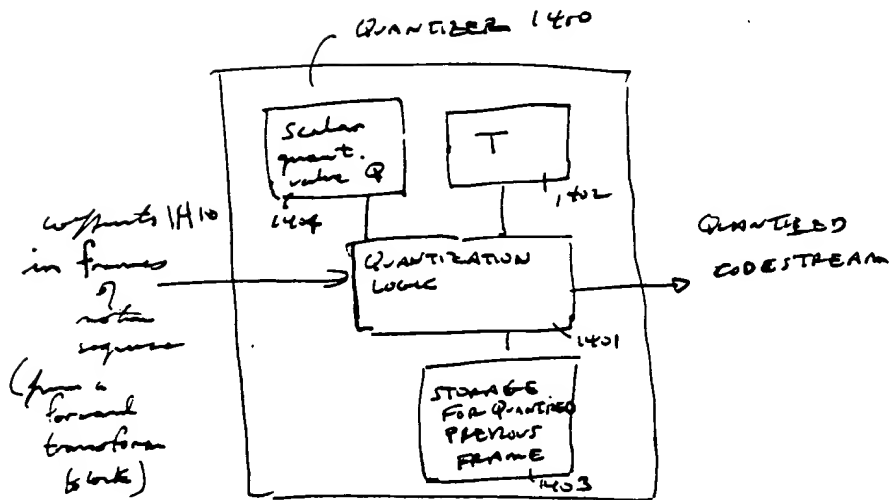 QUANTIZER 1400
Scalar
quant.
value Q
1404
T
1402
1410
in frames
of
motion
sequence
(from a
forward
transform
block)
QUANTIZATION
LOGIC
1401
QUANTIZED
CODESTREAM
STORAGE
FOR QUANTIZED
PREVIOUS
FRAME
1403